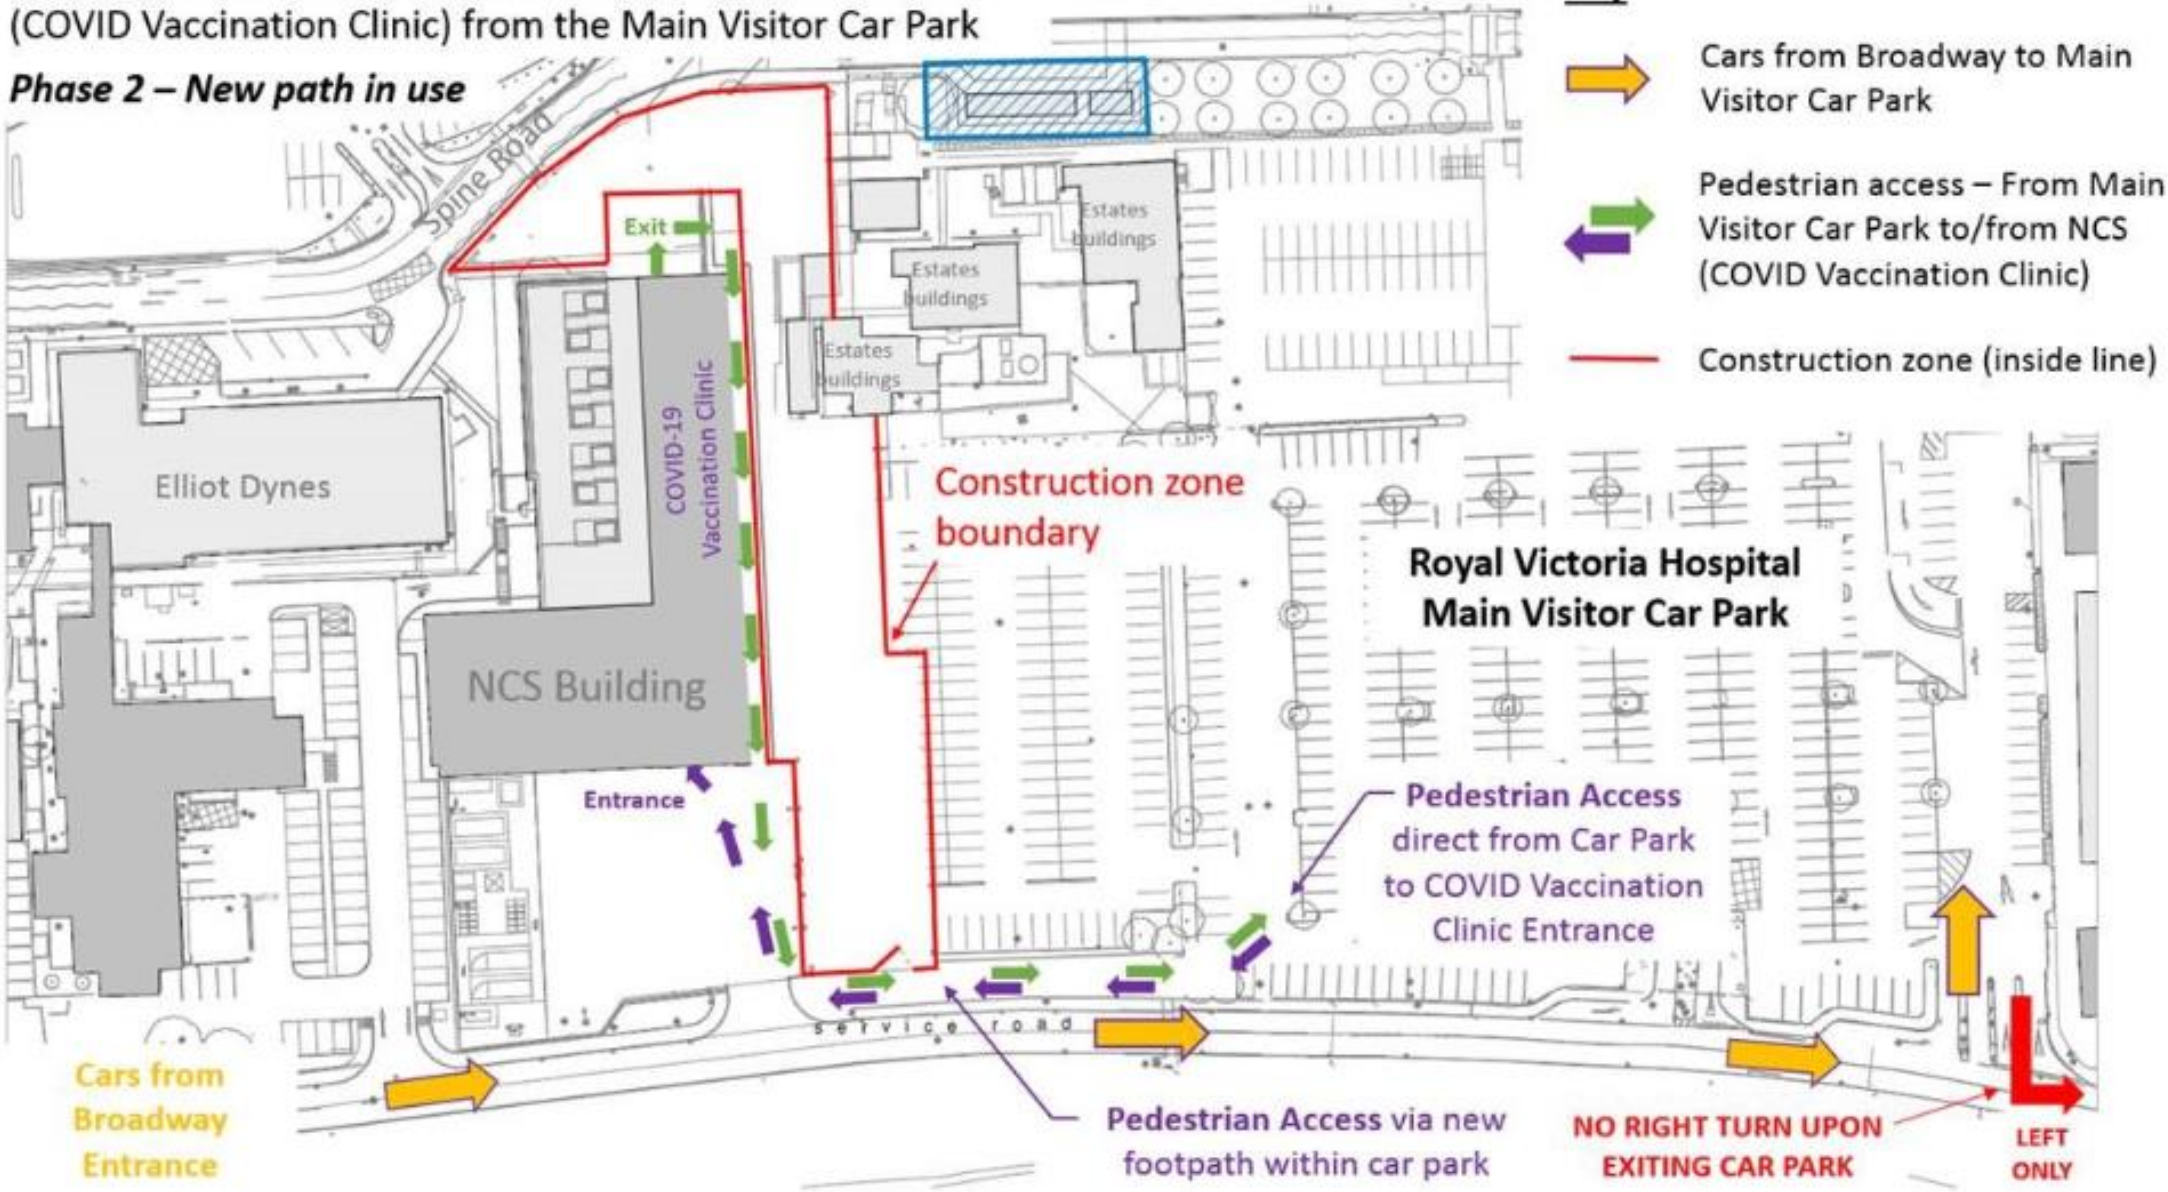 (COVID Vaccination Clinic) from the Main Visitor Car Park
Phase 2 – New path in use
Cars from Broadway to Main
Visitor Car Park
Pedestrian access – From Main
Visitor Car Park to/from NCS
(COVID Vaccination Clinic)
Construction zone (inside line)
Spine Road
Exit
Estates
buildings
Estates
buildings
Estates
buildings
COVID-19
Vaccination Clinic
Elliot Dynes
Construction zone
boundary
Royal Victoria Hospital
Main Visitor Car Park
NCS Building
Entrance
Pedestrian Access
direct from Car Park
to COVID Vaccination
Clinic Entrance
service road
Cars from
Broadway
Entrance
Pedestrian Access via new
footpath within car park
NO RIGHT TURN UPON
EXITING CAR PARK
LEFT
ONLY